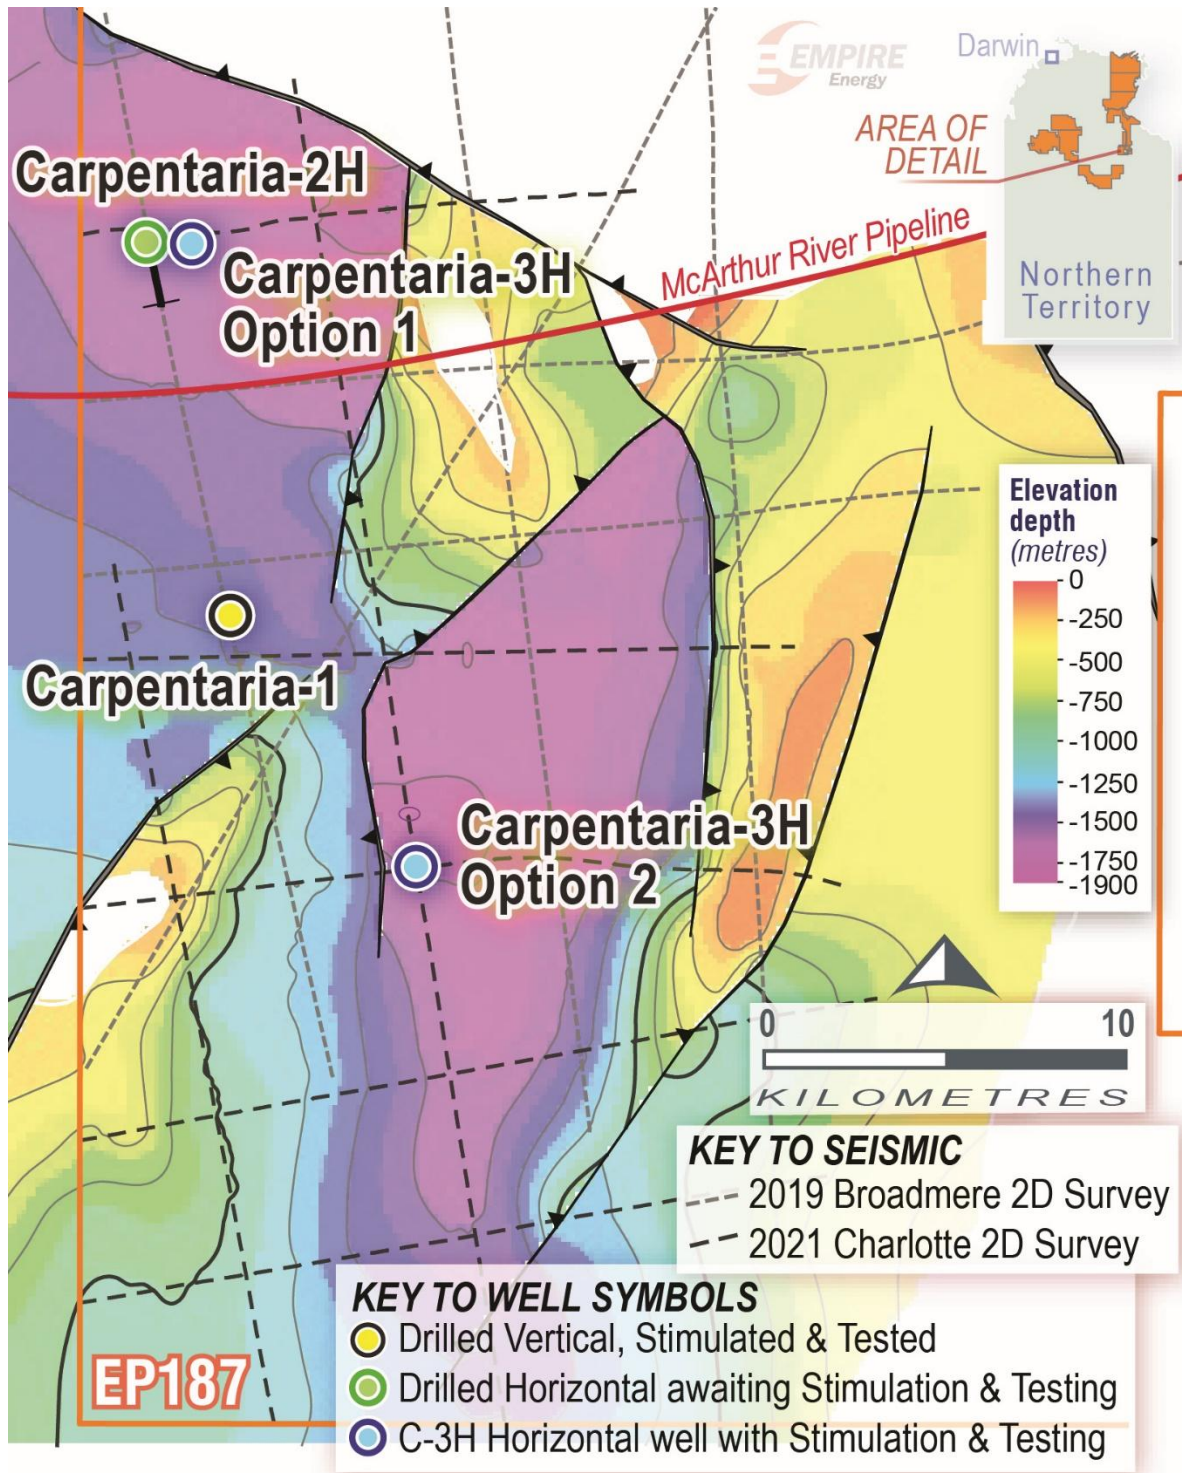 EMPIRE
Energy
Darwin
AREA OF
DETAIL
Northern
Territory
Carpentaria-2H
Carpentaria-3H
Option 1
McArthur River Pipeline
Carpentaria-1
Carpentaria-3H
Option 2
Elevation
depth
(metres)
0
-250
-500
-750
-1000
-1250
-1500
-1750
-1900
0 10
KILOMETRES
KEY TO SEISMIC
2019 Broadmere 2D Survey
2021 Charlotte 2D Survey
KEY TO WELL SYMBOLS
Drilled Vertical, Stimulated & Tested
Drilled Horizontal awaiting Stimulation & Testing
C-3H Horizontal well with Stimulation & Testing
EP187